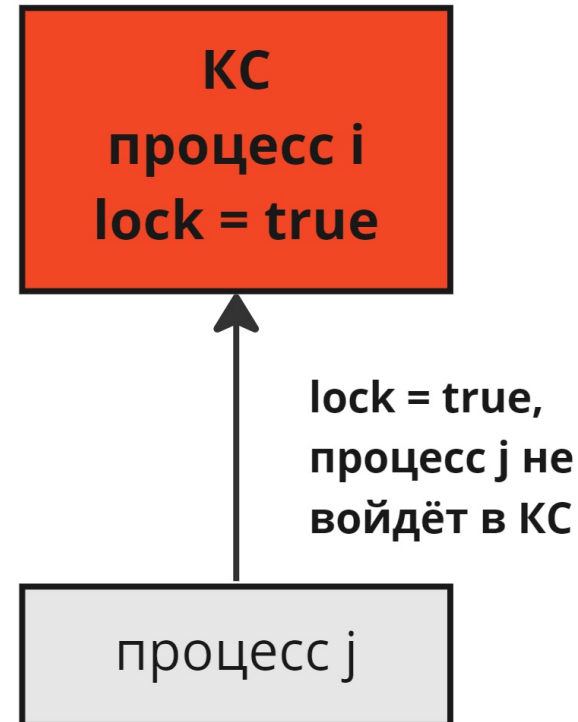 КС
процесс i
lock = true
lock = true,
процесс j не
войдёт в КС
процесс j